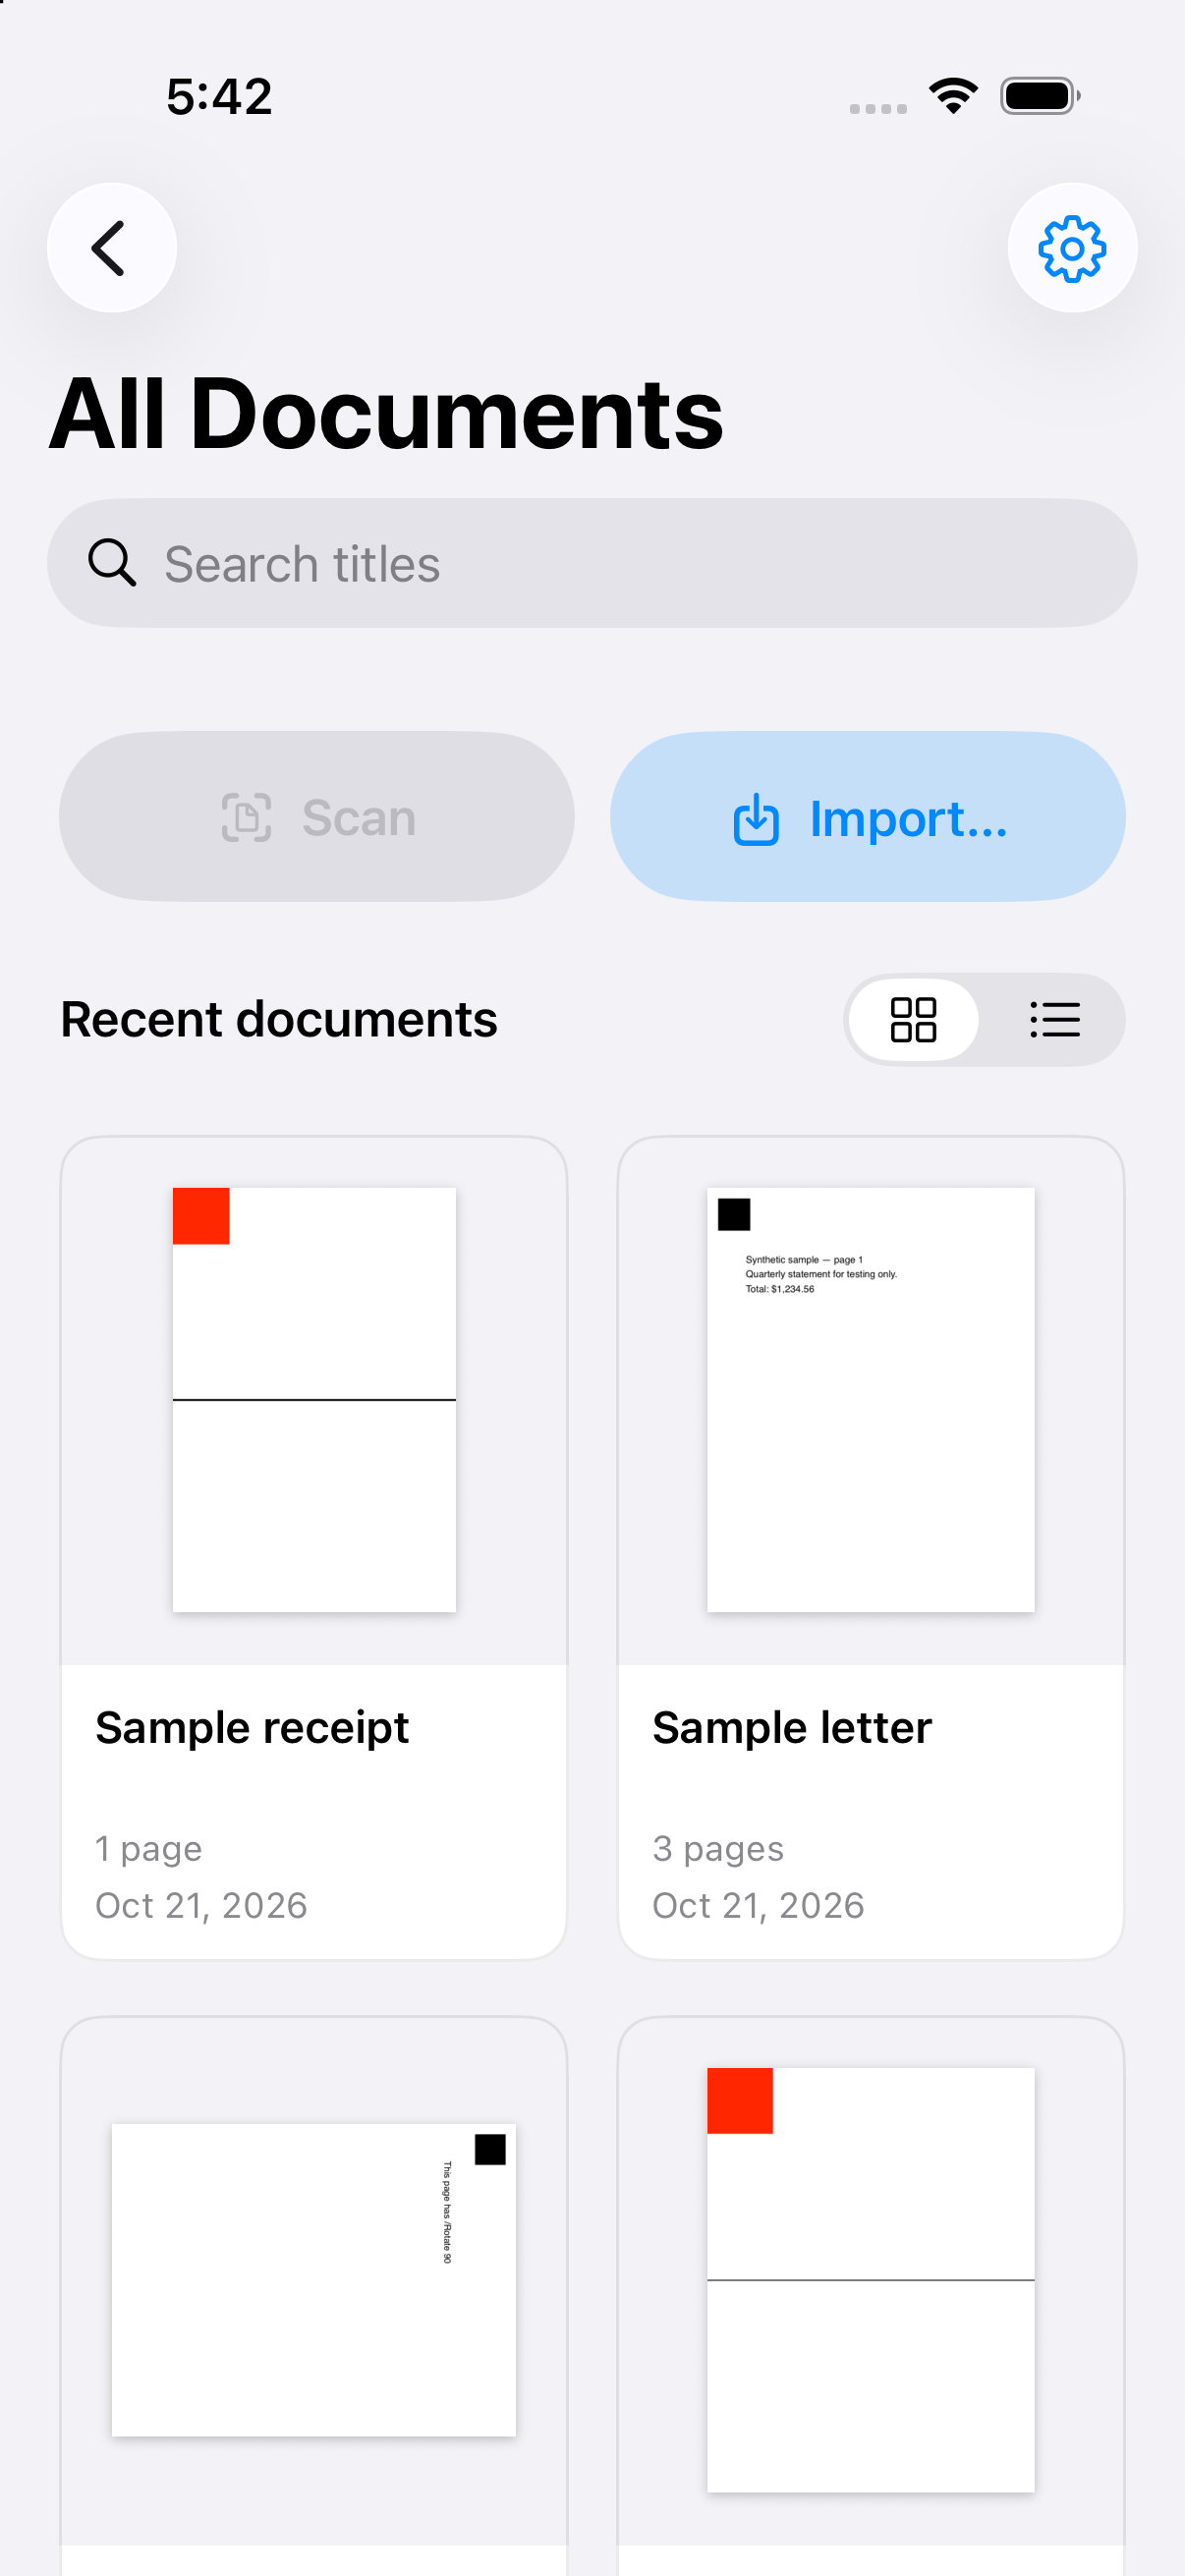 5:42
All Documents
Search titles
Scan
Import...
Recent documents
Synthetic sample — page 1
Quarterly statement for testing only.
Total: $1,234.56
Sample receipt
1 page
Oct 21, 2026
Sample letter
3 pages
Oct 21, 2026
This page has /Rotate 90